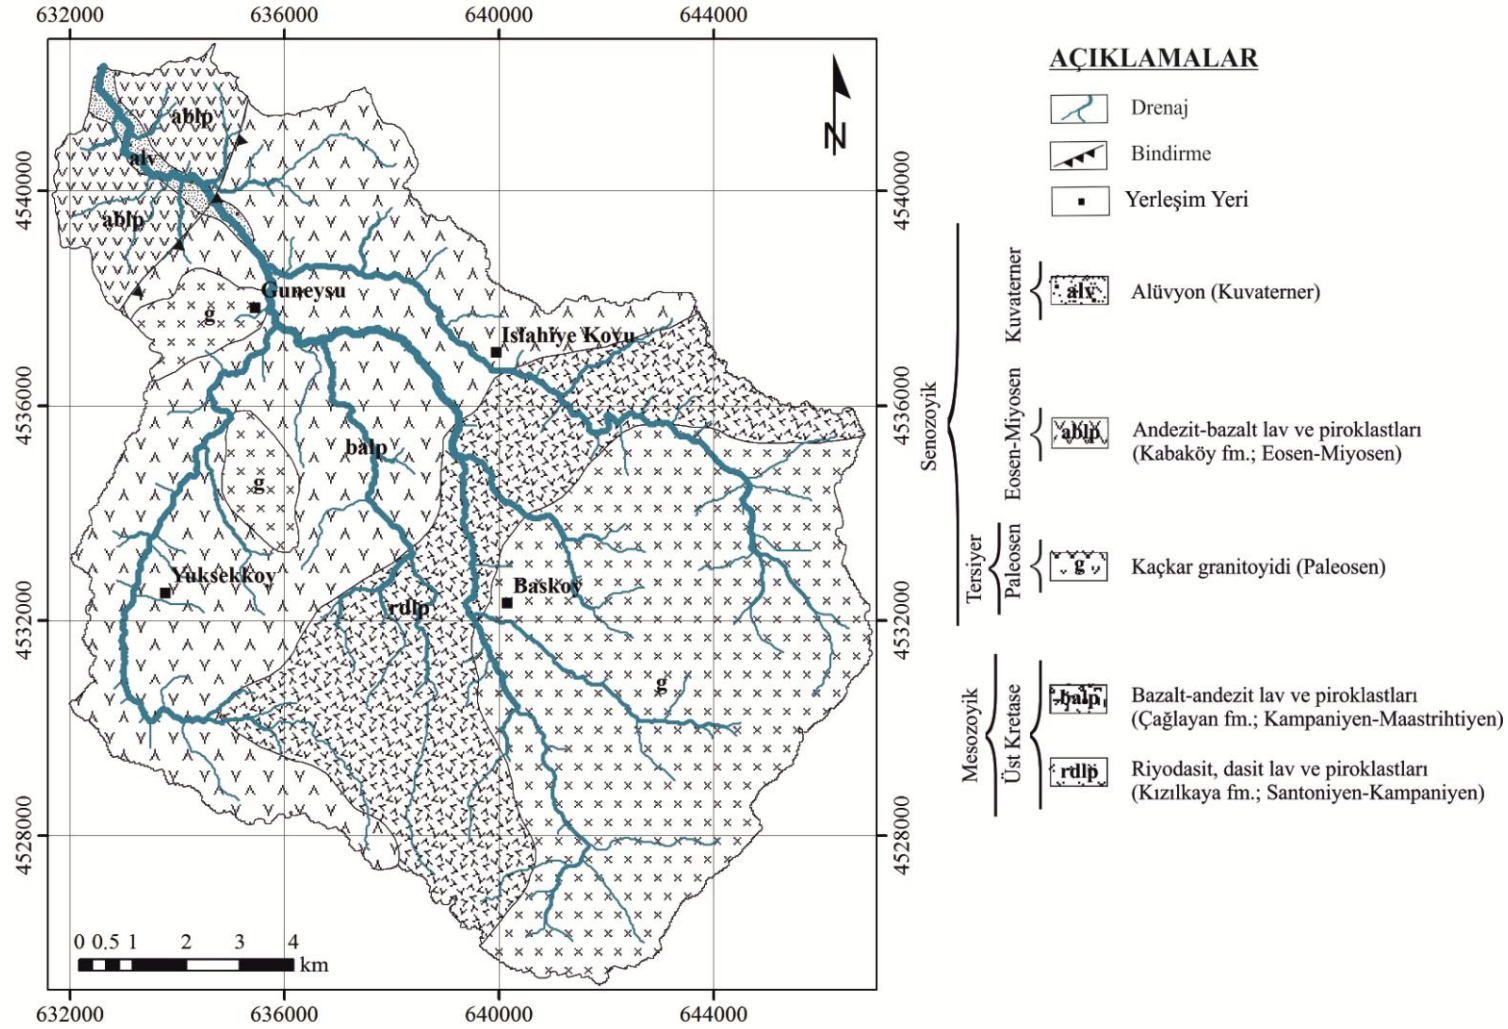 632000 636000 640000 644000
4540000
4536000
4532000
4528000
ablp
alv
ablp
Guneysu
g
Islahiye Koyu
balp
g
Yuksekkoy
rdlp
Baskoy
g
N
0 0.5 1 2 3 4
km
4540000
4536000
4532000
4528000
632000 636000 640000 644000
AÇIKLAMALAR
Drenaj
Bindirme
Yerleşim Yeri
Senozoyik
Kuvaterner
alv
Alüvyon (Kuvaterner)
Eosen-Miyosen
ablp
Andezit-bazalt lav ve piroklastları
(Kabaköy fm.; Eosen-Miyosen)
Tersiyer
Paleosen
g
Kaçkar granitoyidi (Paleosen)
Mesozoyik
Üst Kretase
balp
Bazalt-andezit lav ve piroklastları
(Çağlayan fm.; Kampaniyen-Maastrihtiyen)
rdlp
Riyodasit, dasit lav ve piroklastları
(Kızılkaya fm.; Santoniyen-Kampaniyen)